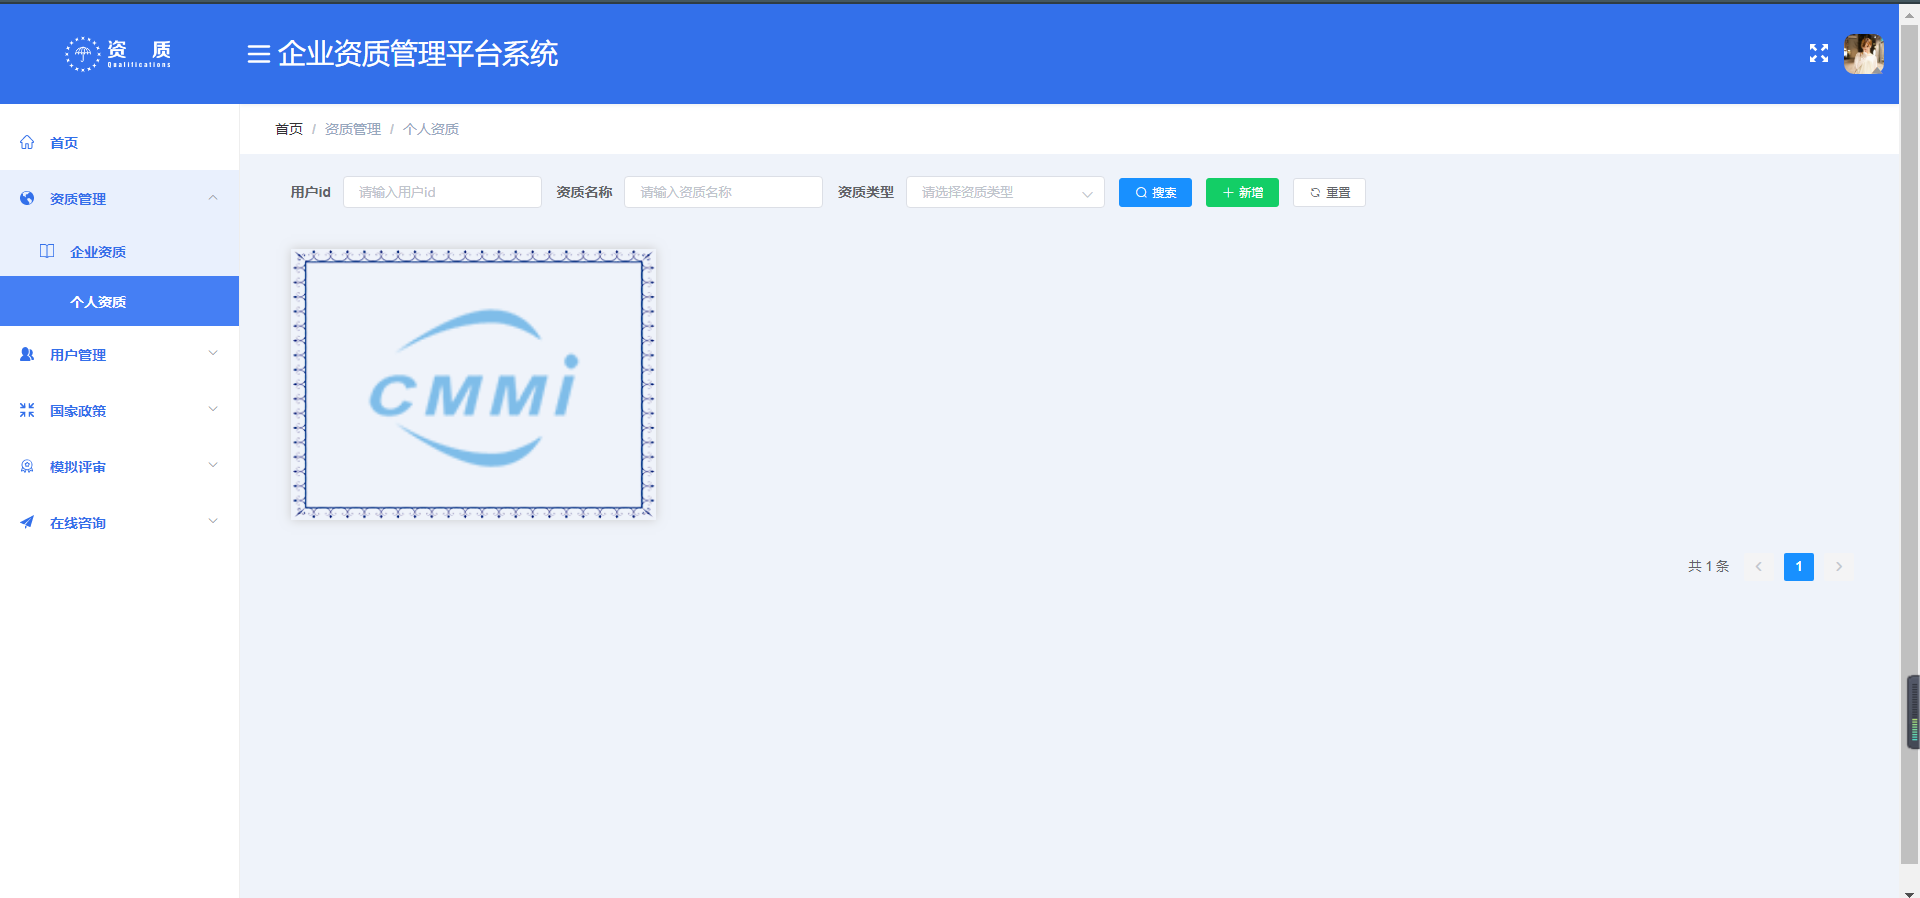 资 质
Qualifications
企业资质管理平台系统
首页
资质管理
企业资质
个人资质
用户管理
国家政策
模拟评审
在线咨询
首页 / 资质管理 / 个人资质
用户id 请输入用户id 资质名称 请输入资质名称 资质类型 请选择资质类型 搜索 新增 重置
CMMi
共 1 条 1